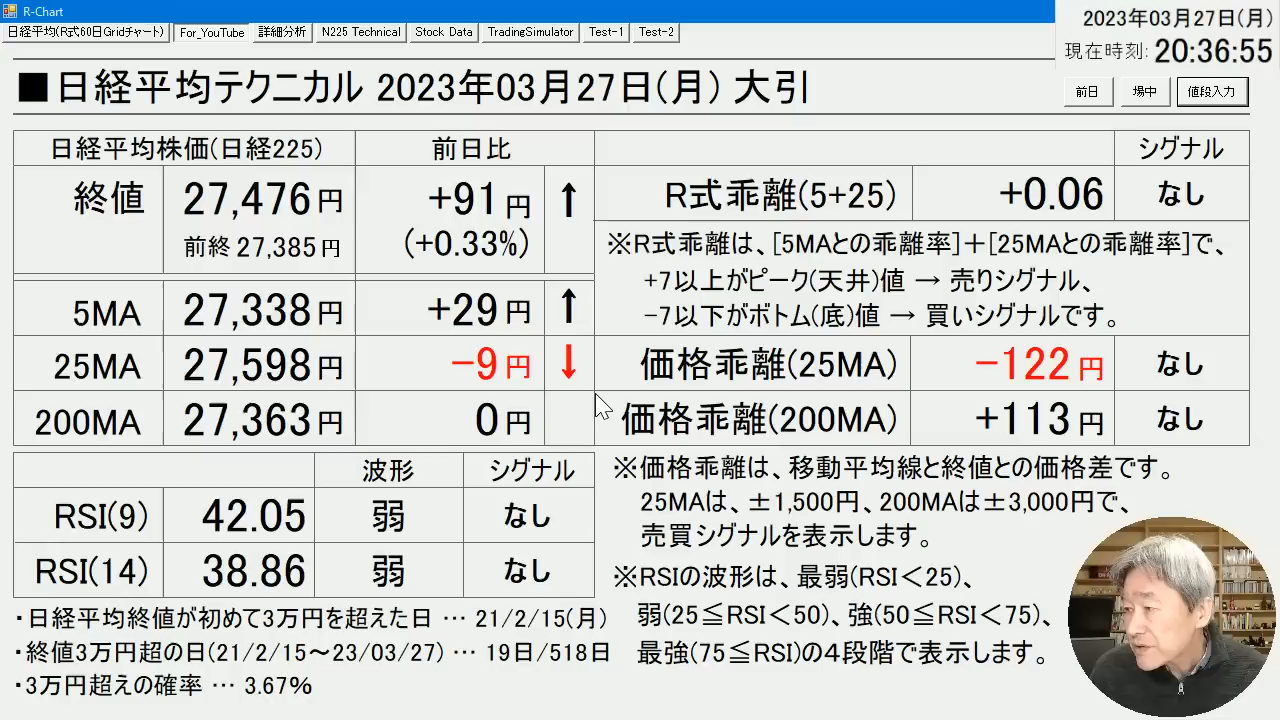 R-Chart
2023年03月27日(月)
現在時刻: 20:36:55
日経平均(R式60日Gridチャート) For_YouTube 詳細分析 N225 Technical Stock Data TradingSimulator Test-1 Test-2
■日経平均テクニカル 2023年03月27日(月) 大引
前日 場中 値段入力
日経平均株価(日経225) 前日比 シグナル
終値 27,476円 +91円 ↑
前終 27,385円 (+0.33%)
R式乖離(5+25) +0.06 なし
※R式乖離は、[5MAとの乖離率]+[25MAとの乖離率]で、
+7以上がピーク(天井)値 → 売りシグナル、
-7以下がボトム(底)値 → 買いシグナルです。
5MA 27,338円 +29円 ↑
25MA 27,598円 -9円 ↓ 価格乖離(25MA) -122円 なし
200MA 27,363円 0円 価格乖離(200MA) +113円 なし
波形 シグナル
RSI(9) 42.05 弱 なし
RSI(14) 38.86 弱 なし
※価格乖離は、移動平均線と終値との価格差です。
25MAは、±1,500円、200MAは±3,000円で、
売買シグナルを表示します。
※RSIの波形は、最弱(RSI<25)、
弱(25≦RSI<50)、強(50≦RSI<75)、
最強(75≦RSI)の4段階で表示します。
・日経平均終値が初めて3万円を超えた日 … 21/2/15(月)
・終値3万円超の日(21/2/15～23/03/27) … 19日/518日
・3万円超えの確率 … 3.67%